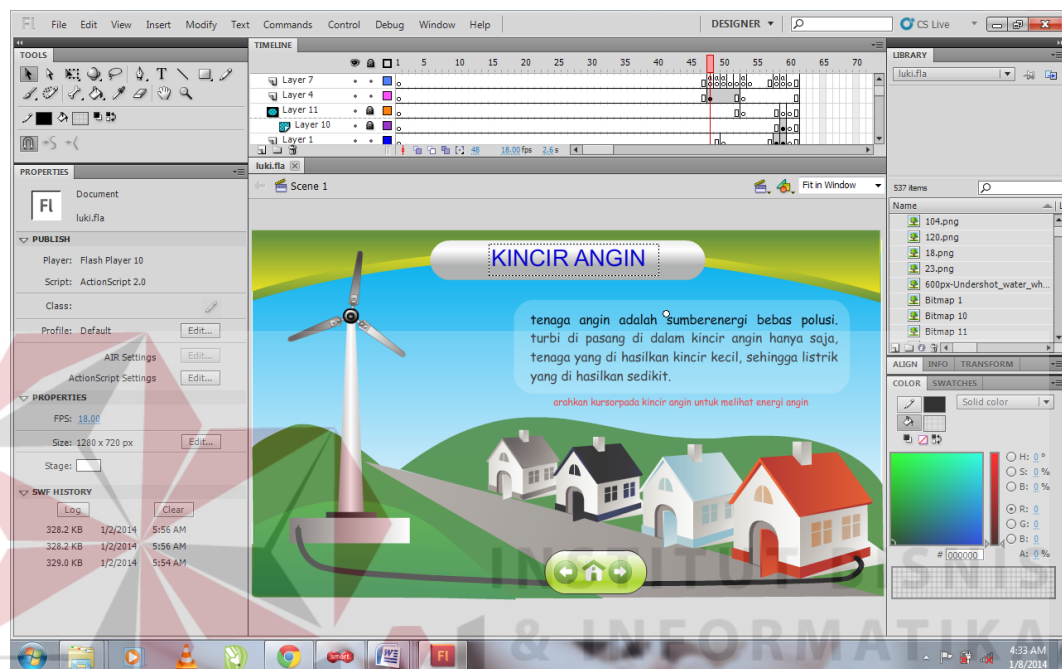 Fl File Edit View Insert Modify Text Commands Control Debug Window Help DESIGNER CS Live
TOOLS
TIMELINE
1 5 10 15 20 25 30 35 40 45 50 55 60 65 70
Layer 7
Layer 4
Layer 11
Layer 10
Layer 1
48 18.00 fps 2.6 s
luki.fla
Scene 1
Fit in Window
PROPERTIES
Fl
Document
luki.fla
PUBLISH
Player: Flash Player 10
Script: ActionScript 2.0
Class:
Profile: Default Edit...
AIR Settings Edit...
ActionScript Settings Edit...
PROPERTIES
FPS: 18.00
Size: 1280 x 720 px Edit...
Stage:
SWF HISTORY
Log Clear
328.2 KB 1/2/2014 5:56 AM
328.2 KB 1/2/2014 5:56 AM
329.0 KB 1/2/2014 5:54 AM
KINCIR ANGIN
tenaga angin adalah sumberenergi bebas polusi.
turbi di pasang di dalam kincir angin hanya saja,
tenaga yang di hasilkan kincir kecil, sehingga listrik
yang di hasilkan sedikit.
arahkan kursorpada kincir angin untuk melihat energi angin
LIBRARY
luki.fla
537 items
Name
104.png
120.png
18.png
23.png
600px-Undershot_water_wh...
Bitmap 1
Bitmap 10
Bitmap 11
ALIGN INFO TRANSFORM
COLOR SWATCHES
Solid color
H: 0 °
S: 0 %
B: 0 %
R: 0
G: 0
B: 0
# 000000 A: 0 %
INSTITUT BISNIS
& INFORMATIKA
smart
Fl
4:33 AM
1/8/2014